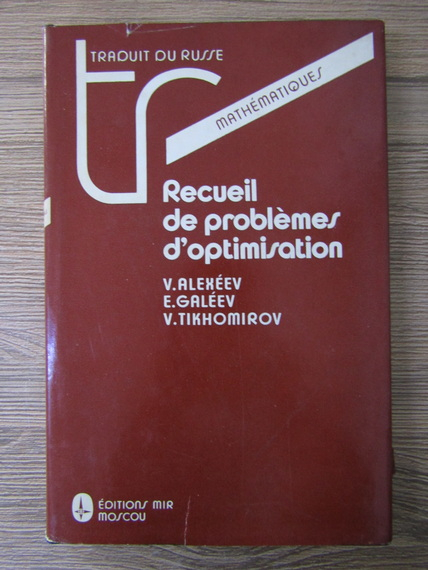 TRADUIT DU RUSSE
tr
MATHÉMATIQUES
Recueil
de problèmes
d'optimisation
V. ALEXÉEV
E. GALÉEV
V. TIKHOMIROV
ÉDITIONS MIR
MOSCOU